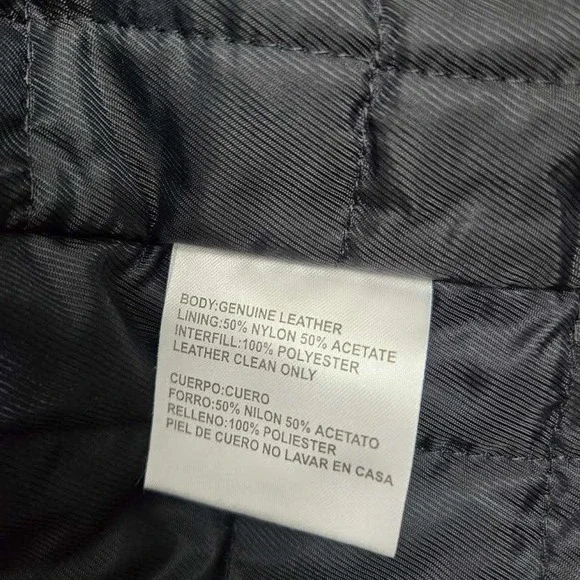 BODY:GENUINE LEATHER
LINING:50% NYLON 50% ACETATE
INTERFILL:100% POLYESTER
LEATHER CLEAN ONLY
CUERPO:CUERO
FORRO:50% NILON 50% ACETATO
RELLENO:100% POLIESTER
PIEL DE CUERO NO LAVAR EN CASA